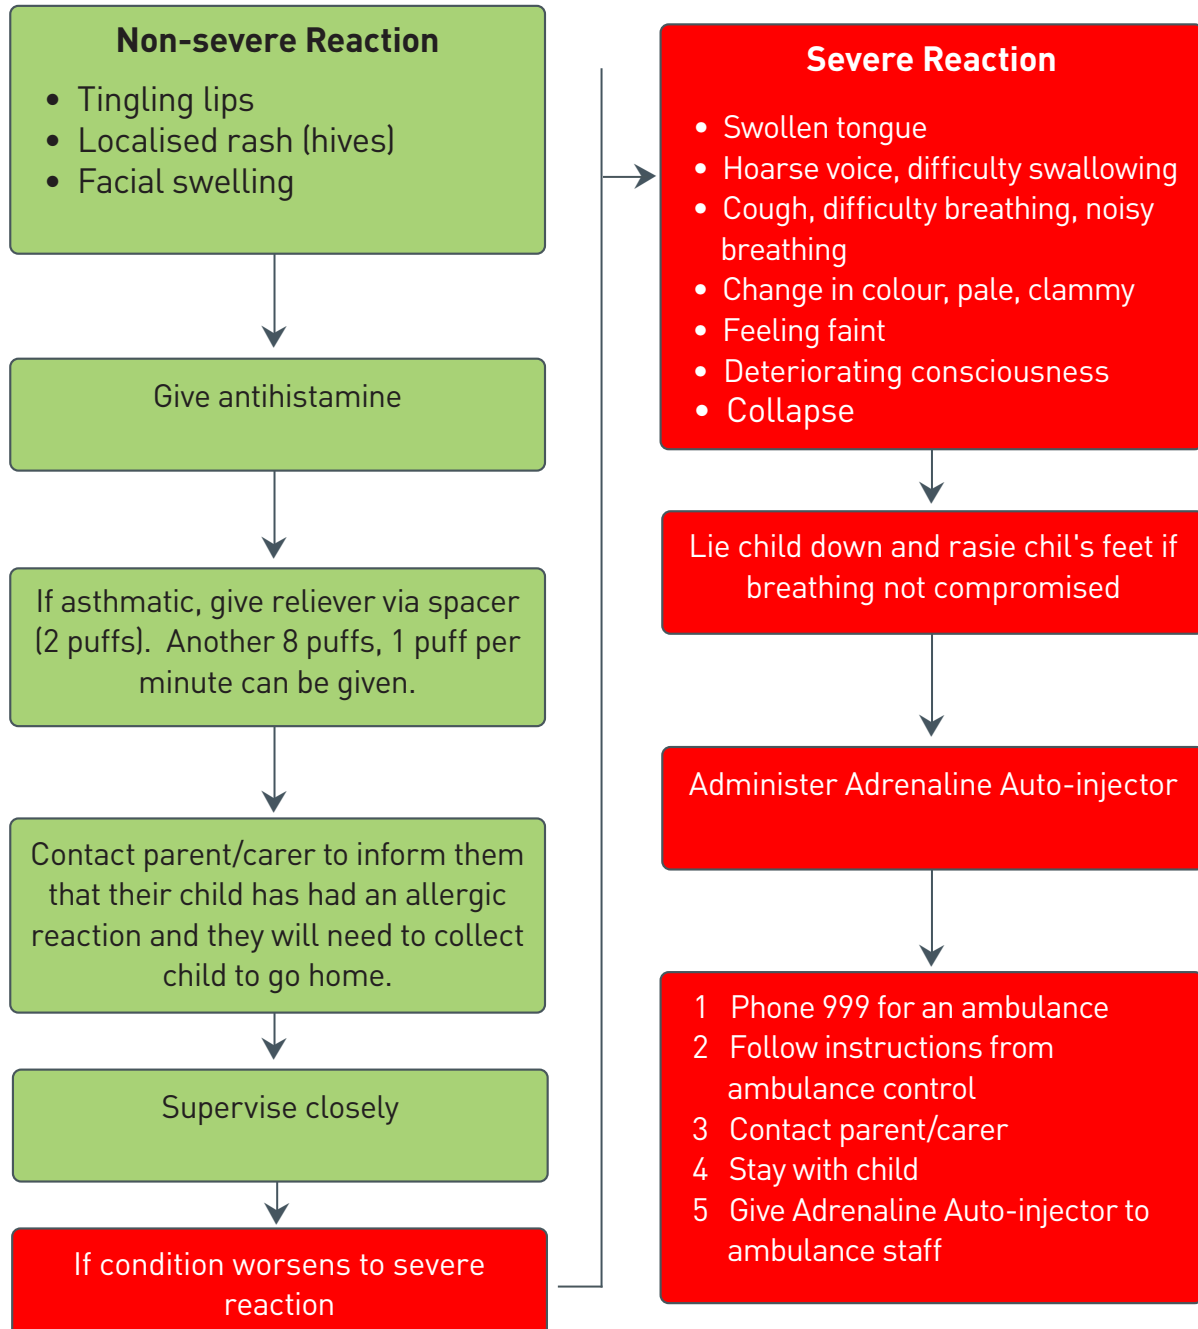 Non-severe Reaction
• Tingling lips
• Localised rash (hives)
• Facial swelling
Give antihistamine
If asthmatic, give reliever via spacer
(2 puffs).  Another 8 puffs, 1 puff per
minute can be given.
Contact parent/carer to inform them
that their child has had an allergic
reaction and they will need to collect
child to go home.
Supervise closely
If condition worsens to severe
reaction
Severe Reaction
• Swollen tongue
• Hoarse voice, difficulty swallowing
• Cough, difficulty breathing, noisy
breathing
• Change in colour, pale, clammy
• Feeling faint
• Deteriorating consciousness
• Collapse
Lie child down and rasie chil's feet if
breathing not compromised
Administer Adrenaline Auto-injector
1 Phone 999 for an ambulance
2 Follow instructions from
ambulance control
3 Contact parent/carer
4 Stay with child
5 Give Adrenaline Auto-injector to
ambulance staff